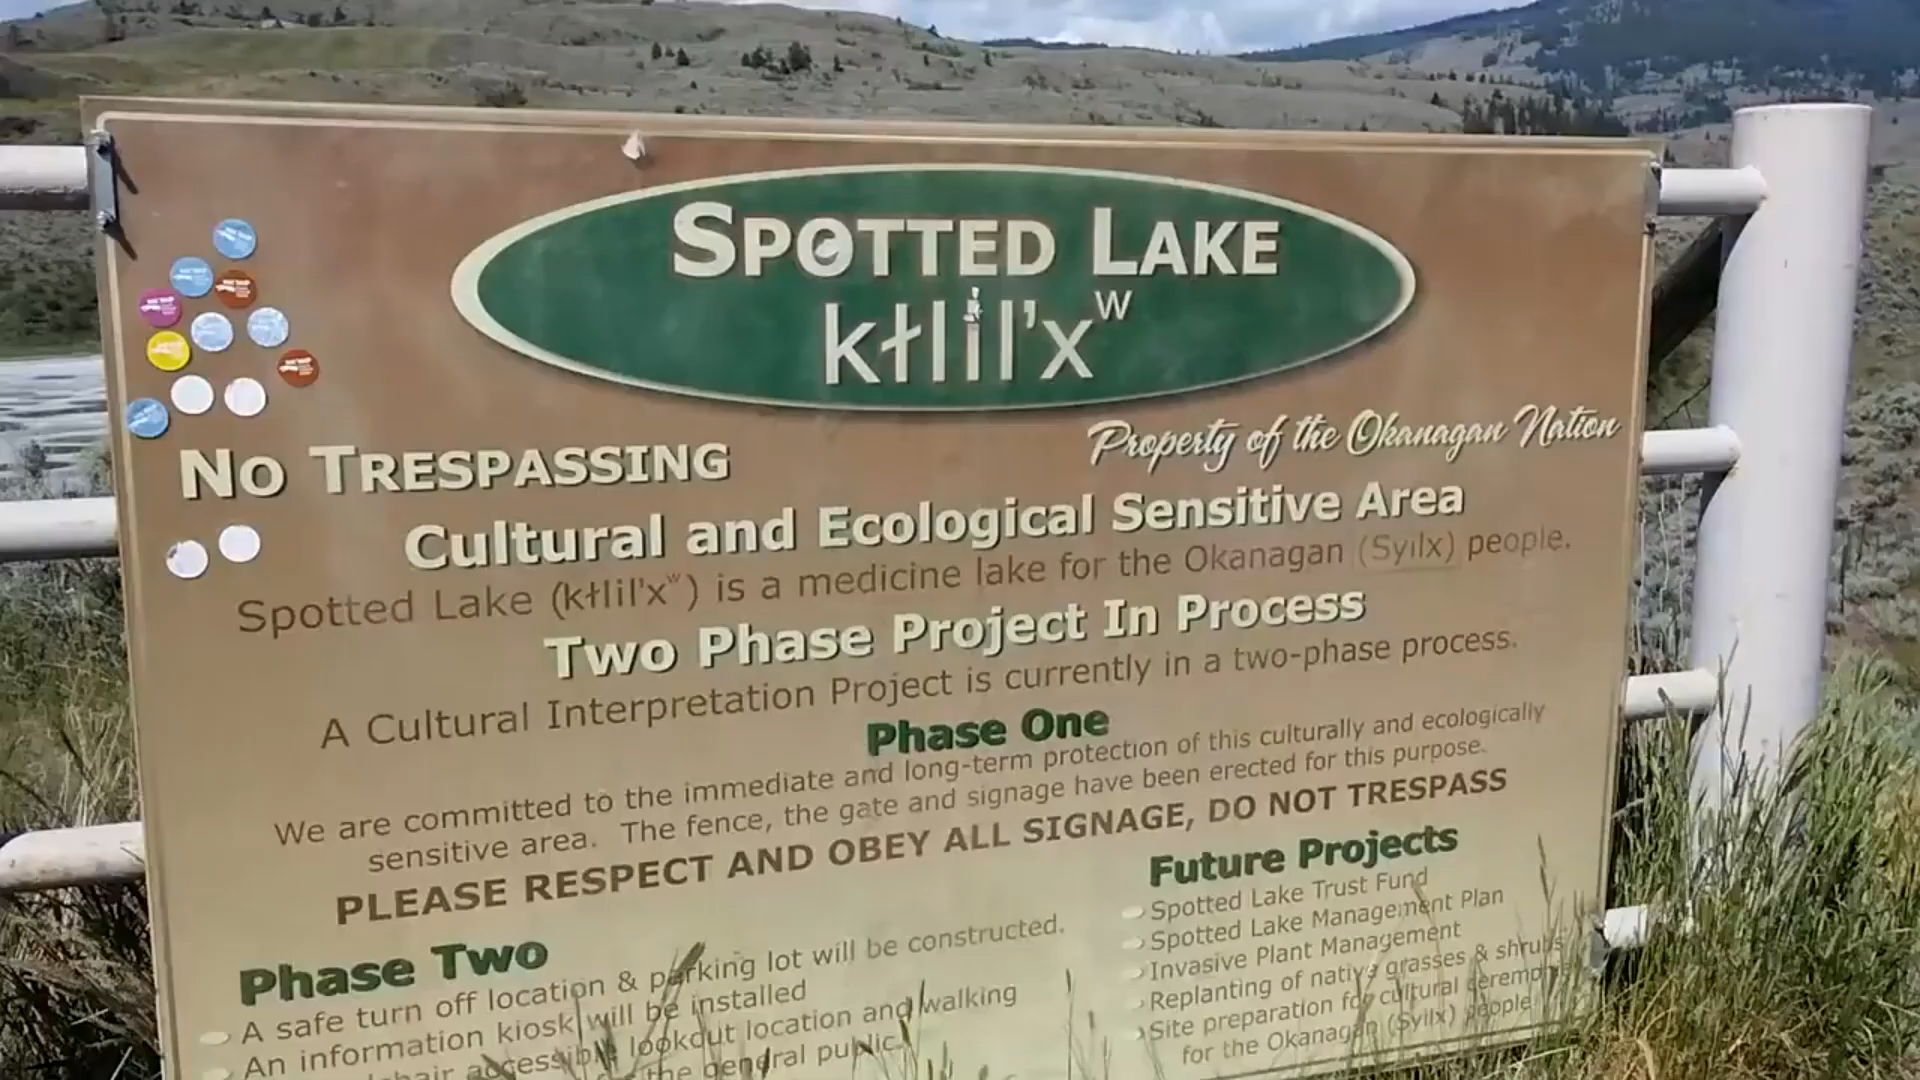 SPOTTED LAKE
kłlil'xʷ
Property of the Okanagan Nation
NO TRESPASSING
Cultural and Ecological Sensitive Area
Spotted Lake (kłlil'xʷ) is a medicine lake for the Okanagan (Syilx) people.
Two Phase Project In Process
A Cultural Interpretation Project is currently in a two-phase process.
Phase One
We are committed to the immediate and long-term protection of this culturally and ecologically
sensitive area. The fence, the gate and signage have been erected for this purpose.
PLEASE RESPECT AND OBEY ALL SIGNAGE, DO NOT TRESPASS
Phase Two
A safe turn off location & parking lot will be constructed.
An information kiosk will be installed
accessible lookout location and walking
the general public.
Future Projects
Spotted Lake Trust Fund
Spotted Lake Management Plan
Invasive Plant Management
Replanting of native grasses & shrubs
Site preparation for cultural
for the Okanagan (Syilx) people